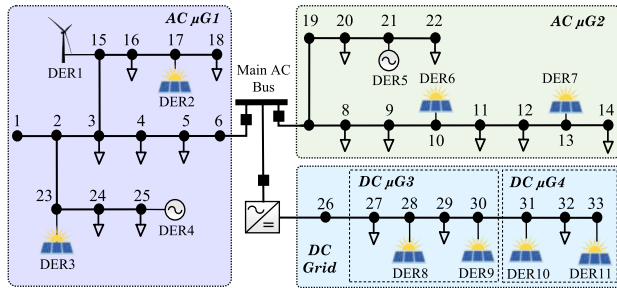 AC μG1
15 16 17 18
DER1
DER2
1 2 3 4 5 6
23 24 25
DER4
DER3
Main AC
Bus
AC μG2
19 20 21 22
DER5
DER6
DER7
8 9 10 11 12 13 14
DC μG3
DC μG4
26 27 28 29 30 31 32 33
DC
Grid
DER8
DER9
DER10
DER11